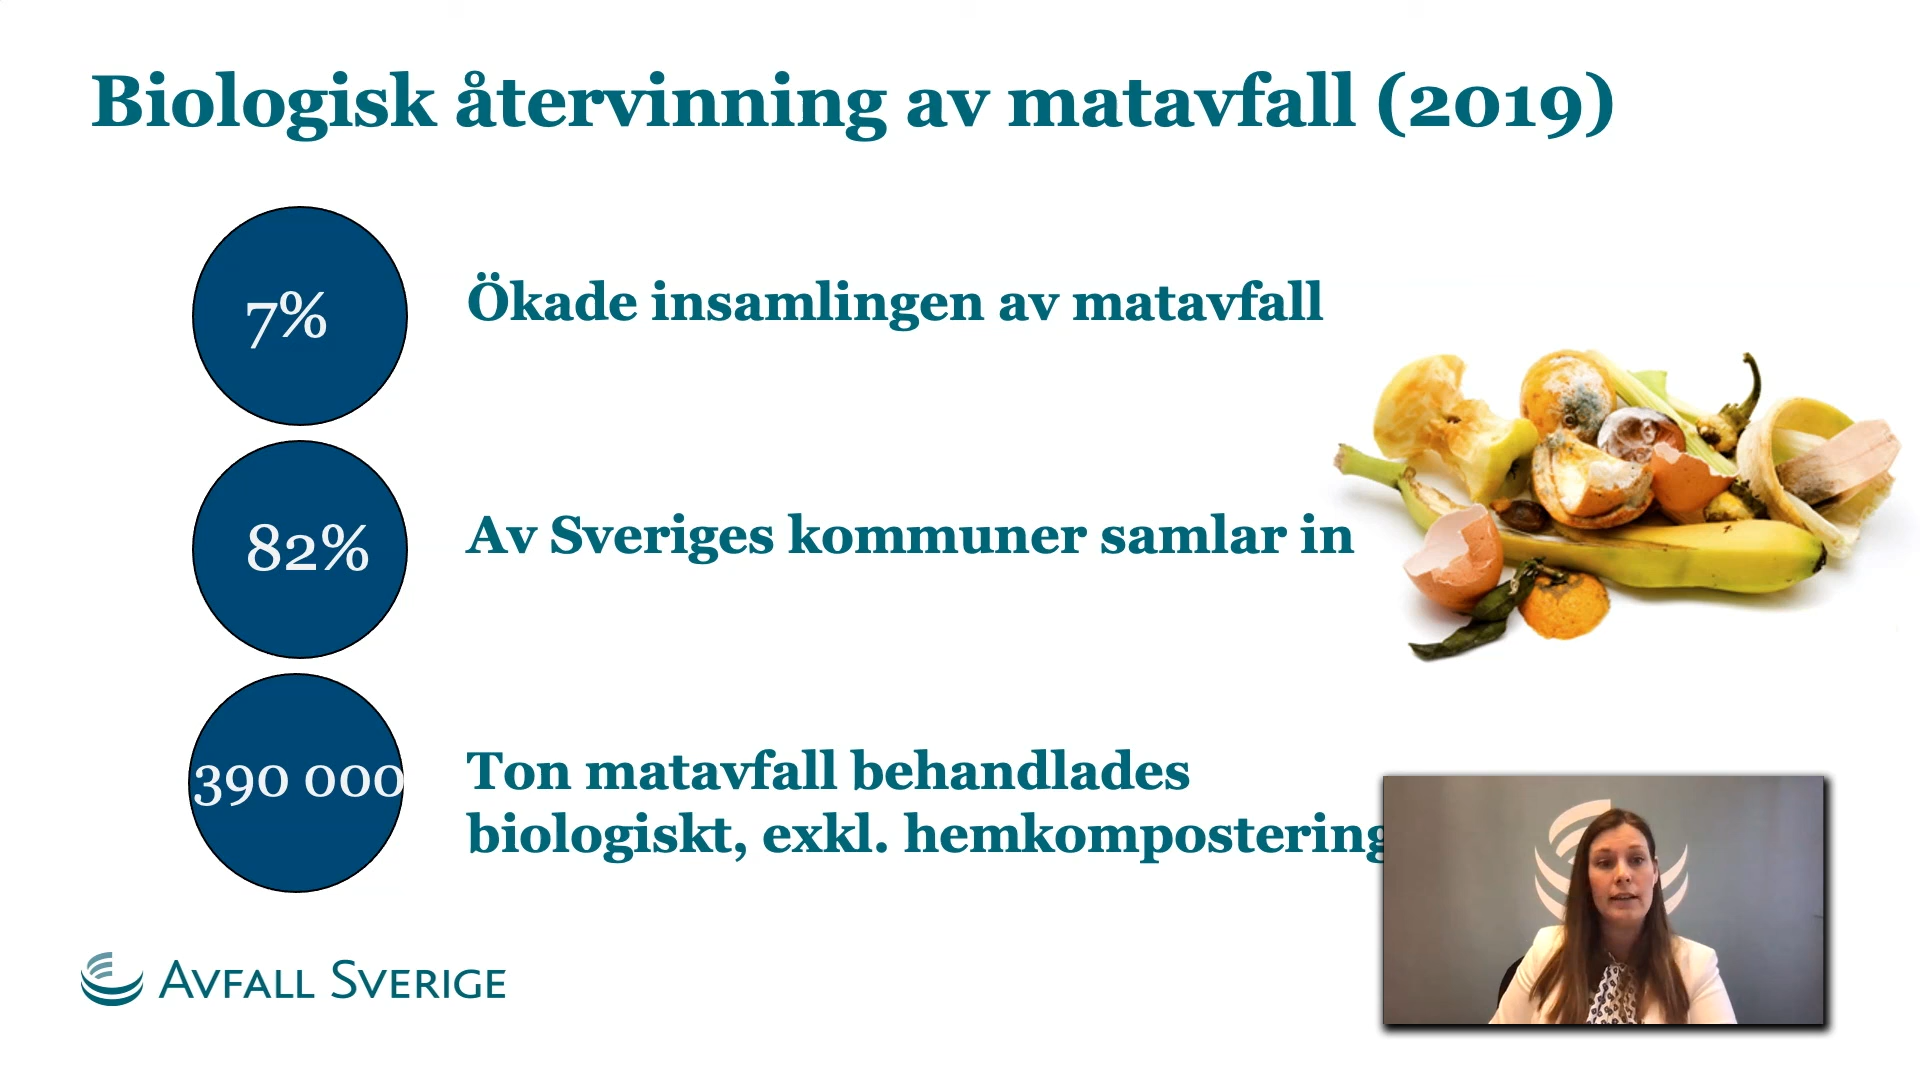 Biologisk återvinning av matavfall (2019)
7%
Ökade insamlingen av matavfall
82%
Av Sveriges kommuner samlar in
390 000
Ton matavfall behandlades
biologiskt, exkl. hemkompostering
AVFALL SVERIGE